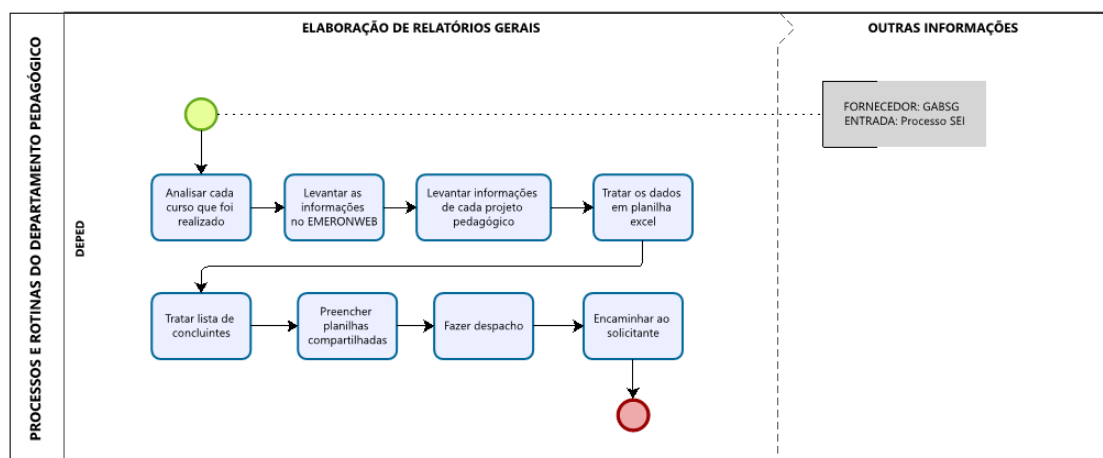 PROCESSOS E ROTINAS DO DEPARTAMENTO PEDAGÓGICO
DEPED
ELABORAÇÃO DE RELATÓRIOS GERAIS
OUTRAS INFORMAÇÕES
FORNECEDOR: GABSG
ENTRADA: Processo SEI
Analisar cada
curso que foi
realizado
Levantar as
informações
no EMERONWEB
Levantar informações
de cada projeto
pedagógico
Tratar os dados
em planilha
excel
Tratar lista de
concluintes
Preencher
planilhas
compartilhadas
Fazer despacho
Encaminhar ao
solicitante